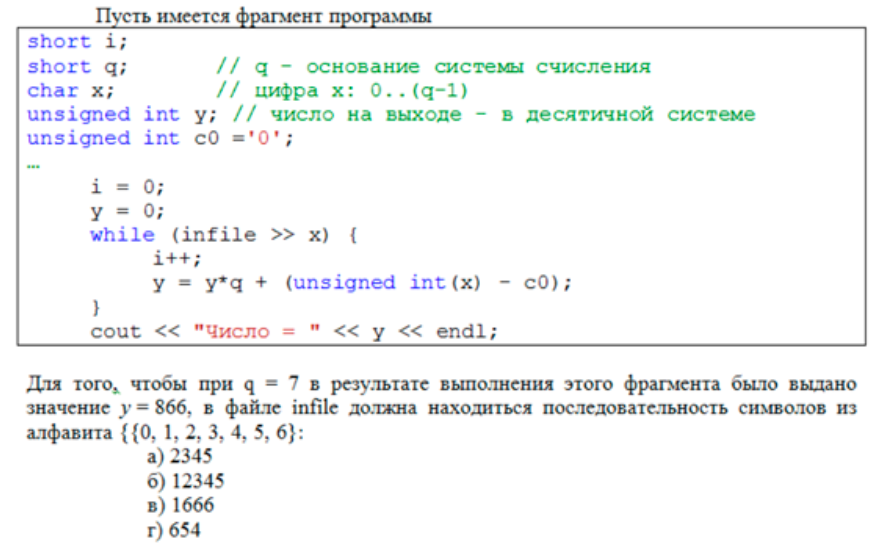 Пусть имеется фрагмент программы
short i;
short q; // q - основание системы счисления
char x; // цифра x: 0..(q-1)
unsigned int y; // число на выходе - в десятичной системе
unsigned int c0 ='0';
…
i = 0;
y = 0;
while (infile >> x) {
i++;
y = y*q + (unsigned int(x) - c0);
}
cout << "Число = " << y << endl;
Для того, чтобы при q = 7 в результате выполнения этого фрагмента было выдано
значение y = 866, в файле infile должна находиться последовательность символов из
алфавита {{0, 1, 2, 3, 4, 5, 6}:
а) 2345
б) 12345
в) 1666
г) 654